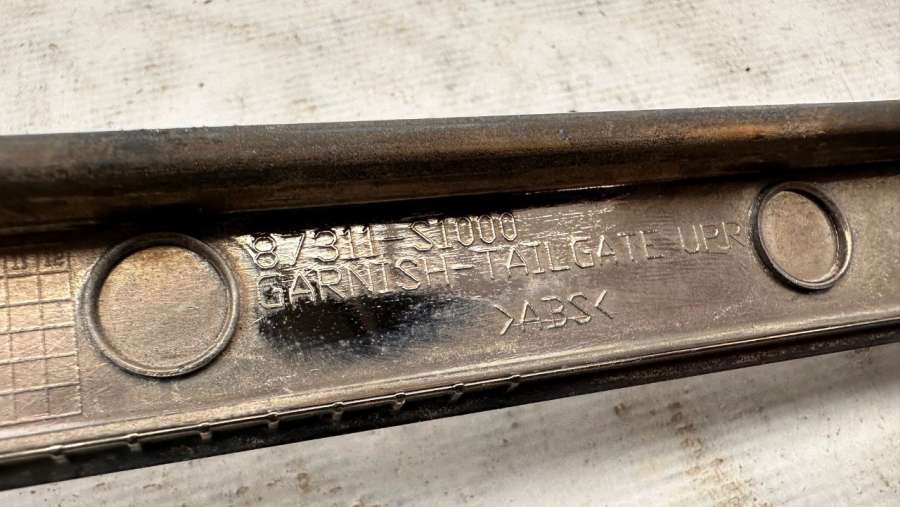 87311-S1000
GARNISH-TAILGATE UPR
>ABS<